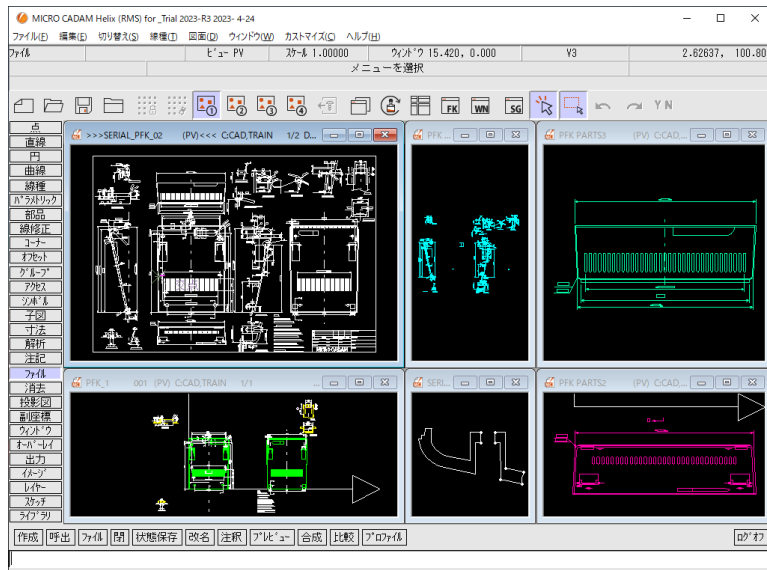 MICRO CADAM Helix (RMS) for _Trial 2023-R3 2023- 4-24
ファイル(F) 編集(E) 切り替え(S) 線種(T) 図面(D) ウィンドウ(W) カストマイズ(C) ヘルプ(H)
ファイル ビュー PV スケール 1.00000 ウィンドウ 15.420, 0.000 V3 2.62637, 100.80
メニューを選択
FK WN SG Y N
点
直線
円
曲線
線種
パラメトリック
部品
線修正
コーナー
オフセット
グループ
アクセス
シンボル
子図
寸法
解析
注記
ファイル
消去
投影図
副座標
ウィンドウ
オーバーレイ
出力
イメージ
レイヤー
スケッチ
ライブラリ
>>>SERIAL_PFK_02 (PV)<<< C:CAD,TRAIN 1/2 D...
PFK ...
PFK PARTS3 (PV) C:CAD,...
PFK_1 001 (PV) C:CAD,TRAIN 1/1 ...
SERI...
PFK PARTS2 (PV) C:CAD,...
作成 呼出 ファイル 閉 状態保存 改名 注釈 プレビュー 合成 比較 プロファイル ログオフ